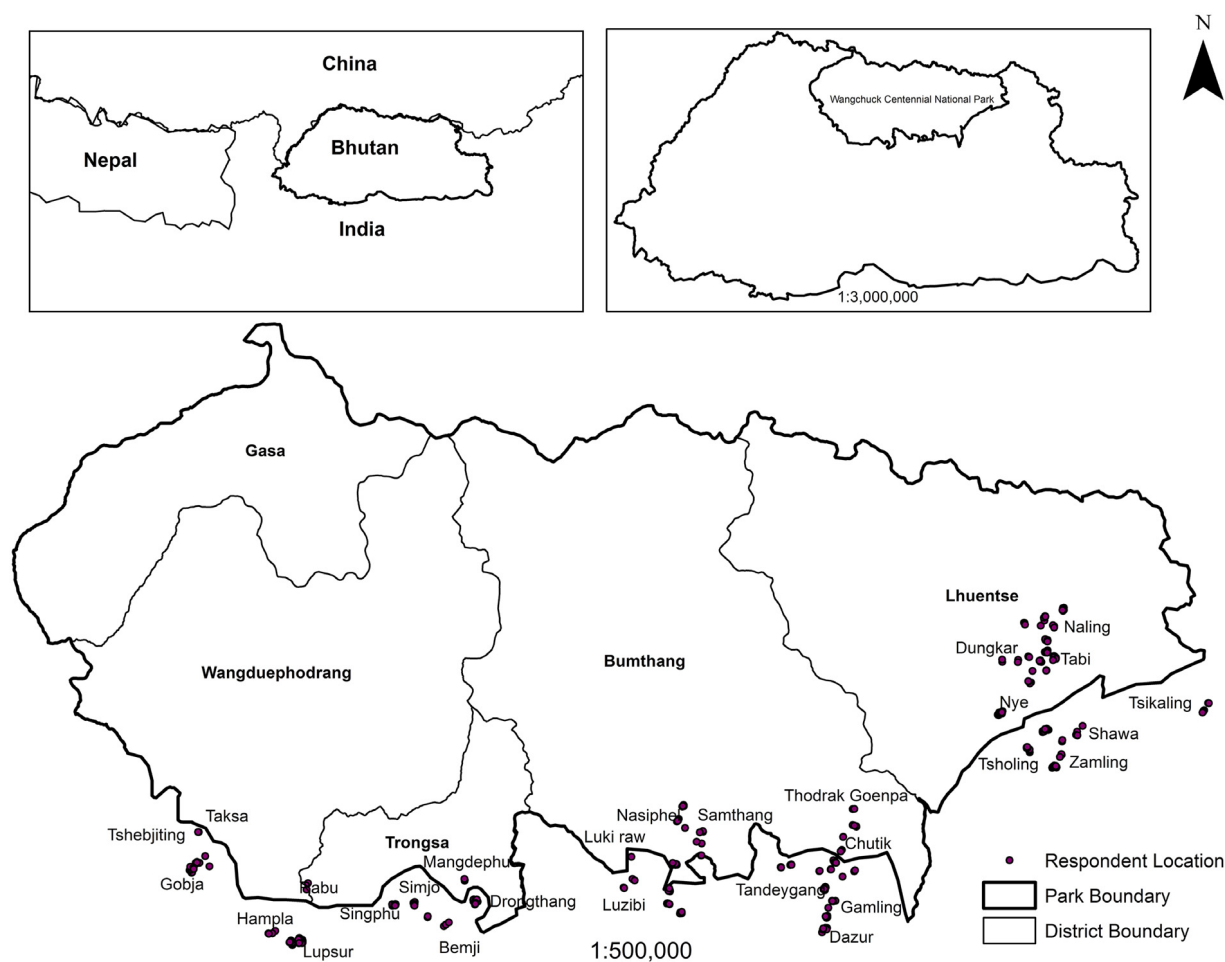 N
China
Nepal
Bhutan
India
Wangchuck Centennial National Park
1:3,000,000
Gasa
Lhuentse
Naling
Dungkar
Tabi
Wangduephodrang
Bumthang
Nye
Tsikaling
Shawa
Tsholing
Zamling
Thodrak Goenpa
Taksa
Nasiphel
Samthang
Tshebjiting
Luki raw
Trongsa
Chutik
Mangdephu
Gobja
Rabu
Simjo
Tandeygang
Drongthang
Luzibi
Singphu
Gamling
Hampla
Dazur
Lupsur
Bemji
1:500,000
Respondent Location
Park Boundary
District Boundary